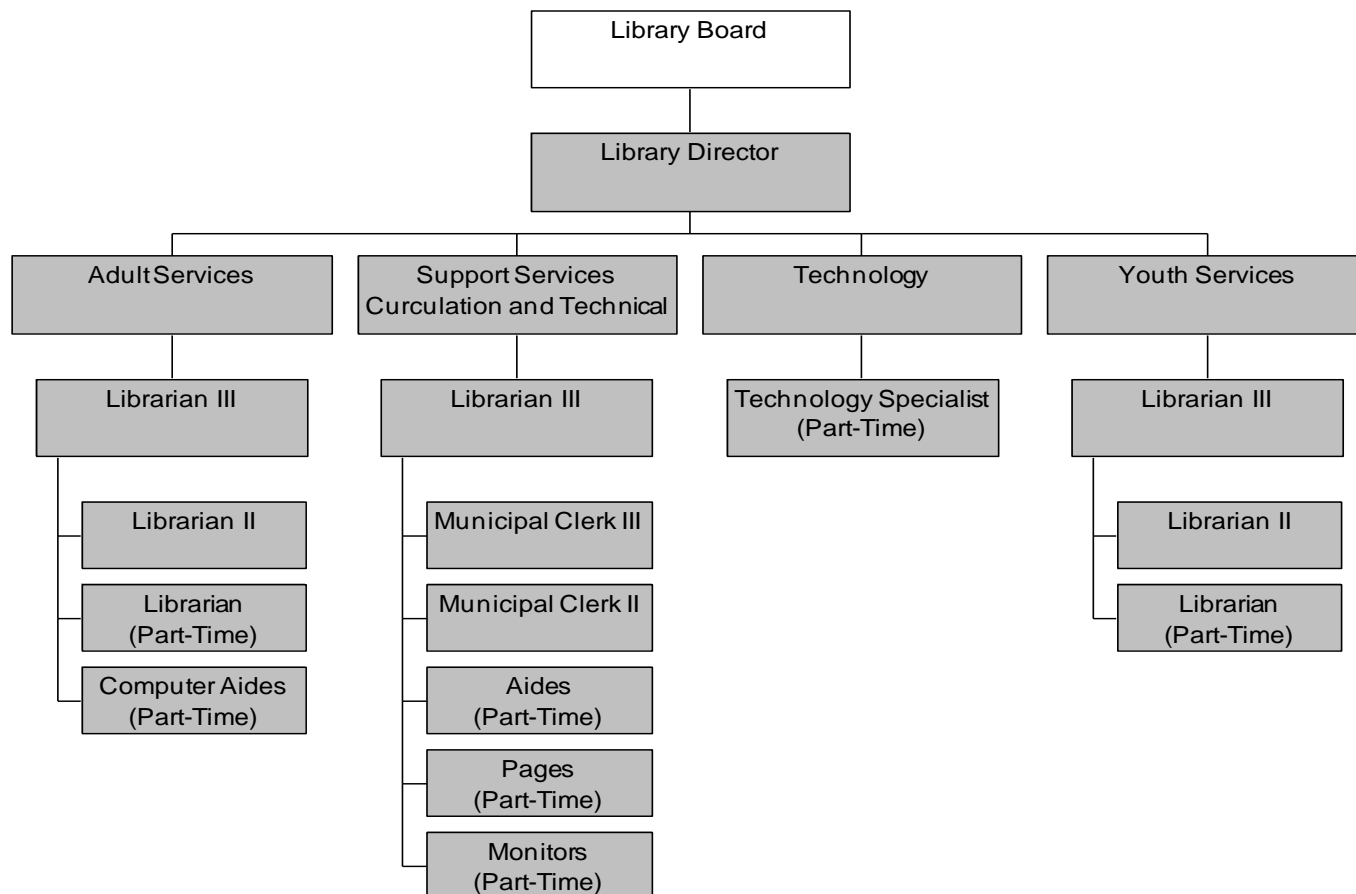 Library Board
Library Director
Adult Services
Support Services
Curculation and Technical
Technology
Youth Services
Librarian III
Librarian III
Technology Specialist
(Part-Time)
Librarian III
Librarian II
Librarian
(Part-Time)
Computer Aides
(Part-Time)
Municipal Clerk III
Municipal Clerk II
Aides
(Part-Time)
Pages
(Part-Time)
Monitors
(Part-Time)
Librarian II
Librarian
(Part-Time)